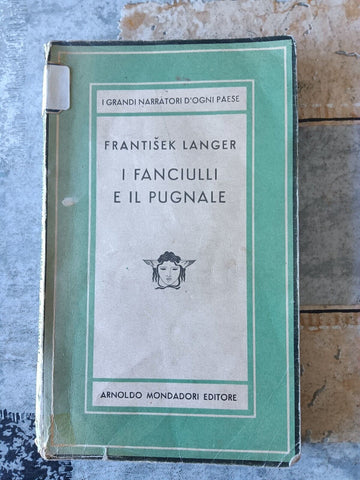 I GRANDI NARRATORI D'OGNI PAESE
FRANTIŠEK LANGER
I FANCIULLI
E IL PUGNALE
ARNOLDO MONDADORI EDITORE